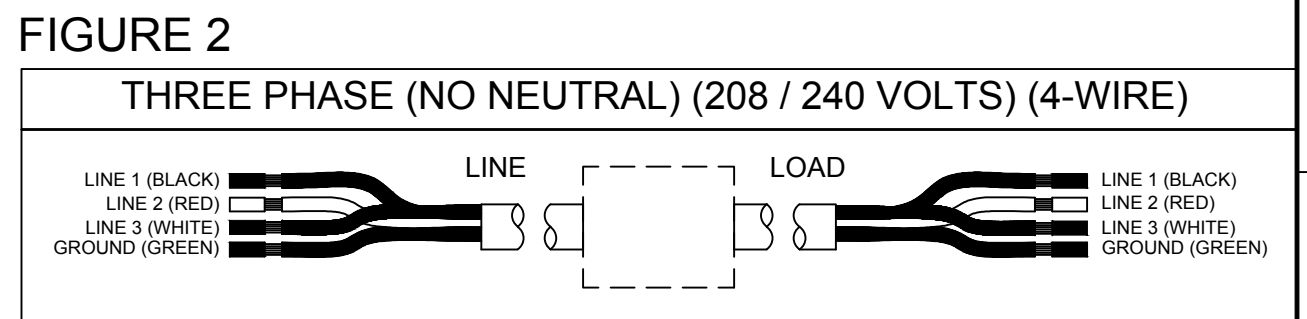 FIGURE 2
THREE PHASE (NO NEUTRAL) (208 / 240 VOLTS) (4-WIRE)
LINE
LOAD
LINE 1 (BLACK)
LINE 2 (RED)
LINE 3 (WHITE)
GROUND (GREEN)
LINE 1 (BLACK)
LINE 2 (RED)
LINE 3 (WHITE)
GROUND (GREEN)